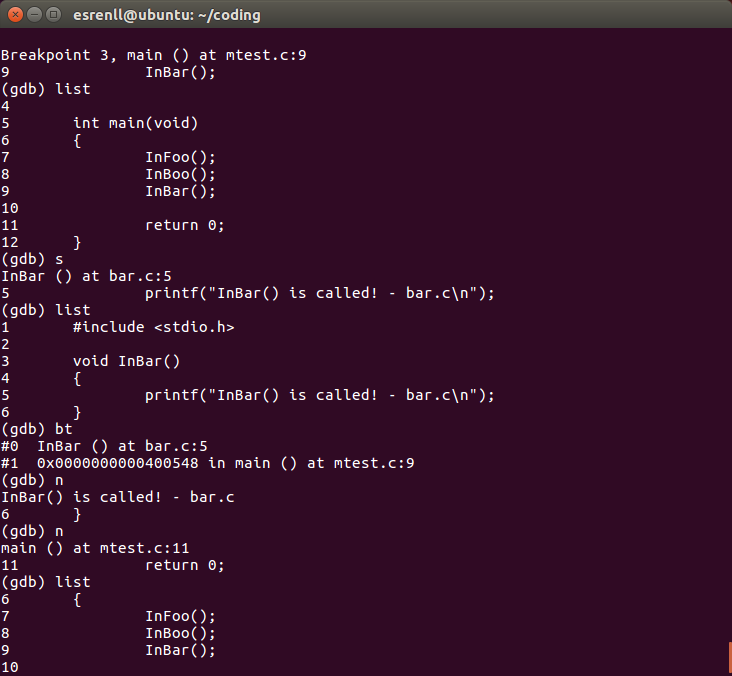 esrenll@ubuntu: ~/coding
Breakpoint 3, main () at mtest.c:9
9               InBar();
(gdb) list
4
5       int main(void)
6       {
7               InFoo();
8               InBoo();
9               InBar();
10
11              return 0;
12      }
(gdb) s
InBar () at bar.c:5
5               printf("InBar() is called! - bar.c\n");
(gdb) list
1       #include <stdio.h>
2
3       void InBar()
4       {
5               printf("InBar() is called! - bar.c\n");
6       }
(gdb) bt
#0  InBar () at bar.c:5
#1  0x0000000000400548 in main () at mtest.c:9
(gdb) n
InBar() is called! - bar.c
6       }
(gdb) n
main () at mtest.c:11
11              return 0;
(gdb) list
6       {
7               InFoo();
8               InBoo();
9               InBar();
10